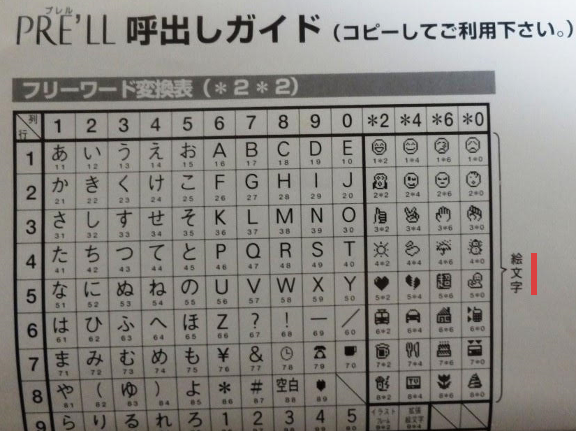 プレル
PRE'LL 呼出しガイド (コピーしてご利用下さい。)
フリーワード変換表 (*2*2)
列 行 1 2 3 4 5 6 7 8 9 0 *2 *4 *6 *0
1 あ い う え お A B C D E
11 12 13 14 15 16 17 18 19 10 1*2 1*4 1*6 1*0
2 か き く け こ F G H I J
21 22 23 24 25 26 27 28 29 20 2*2 2*4 2*6 2*0
3 さ し す せ そ K L M N O
31 32 33 34 35 36 37 38 39 30 3*2 3*4 3*6 3*0
4 た ち つ て と P Q R S T
41 42 43 44 45 46 47 48 49 40 4*2 4*4 4*6 4*0
絵文字
5 な に ぬ ね の U V W X Y
51 52 53 54 55 56 57 58 59 50 5*2 5*4 5*6 5*0
6 は ひ ふ へ ほ Z ? ! ー /
61 62 63 64 65 66 67 68 69 60 6*2 6*4 6*6 6*0
7 ま み む め も ¥ &
71 72 73 74 75 76 77 78 79 70 7*2 7*4 7*6 7*0
8 や ( ゆ ) よ * # 空白
81 82 83 84 85 86 87 88 89 8*2 8*4 8*6 8*0
9 ら り る れ ろ 1 2 3 4 5 イラスト 拡張絵文字